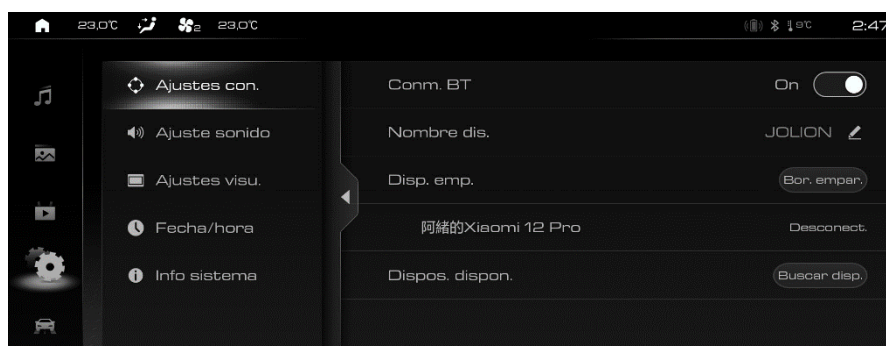 23,0℃ 2 23,0℃ 9℃ 2:47
Ajustes con.
Ajuste sonido
Ajustes visu.
Fecha/hora
Info sistema
Conm. BT On
Nombre dis. JOLION
Disp. emp. Bor. empar.
阿緒的Xiaomi 12 Pro Desconect.
Dispos. dispon. Buscar disp.